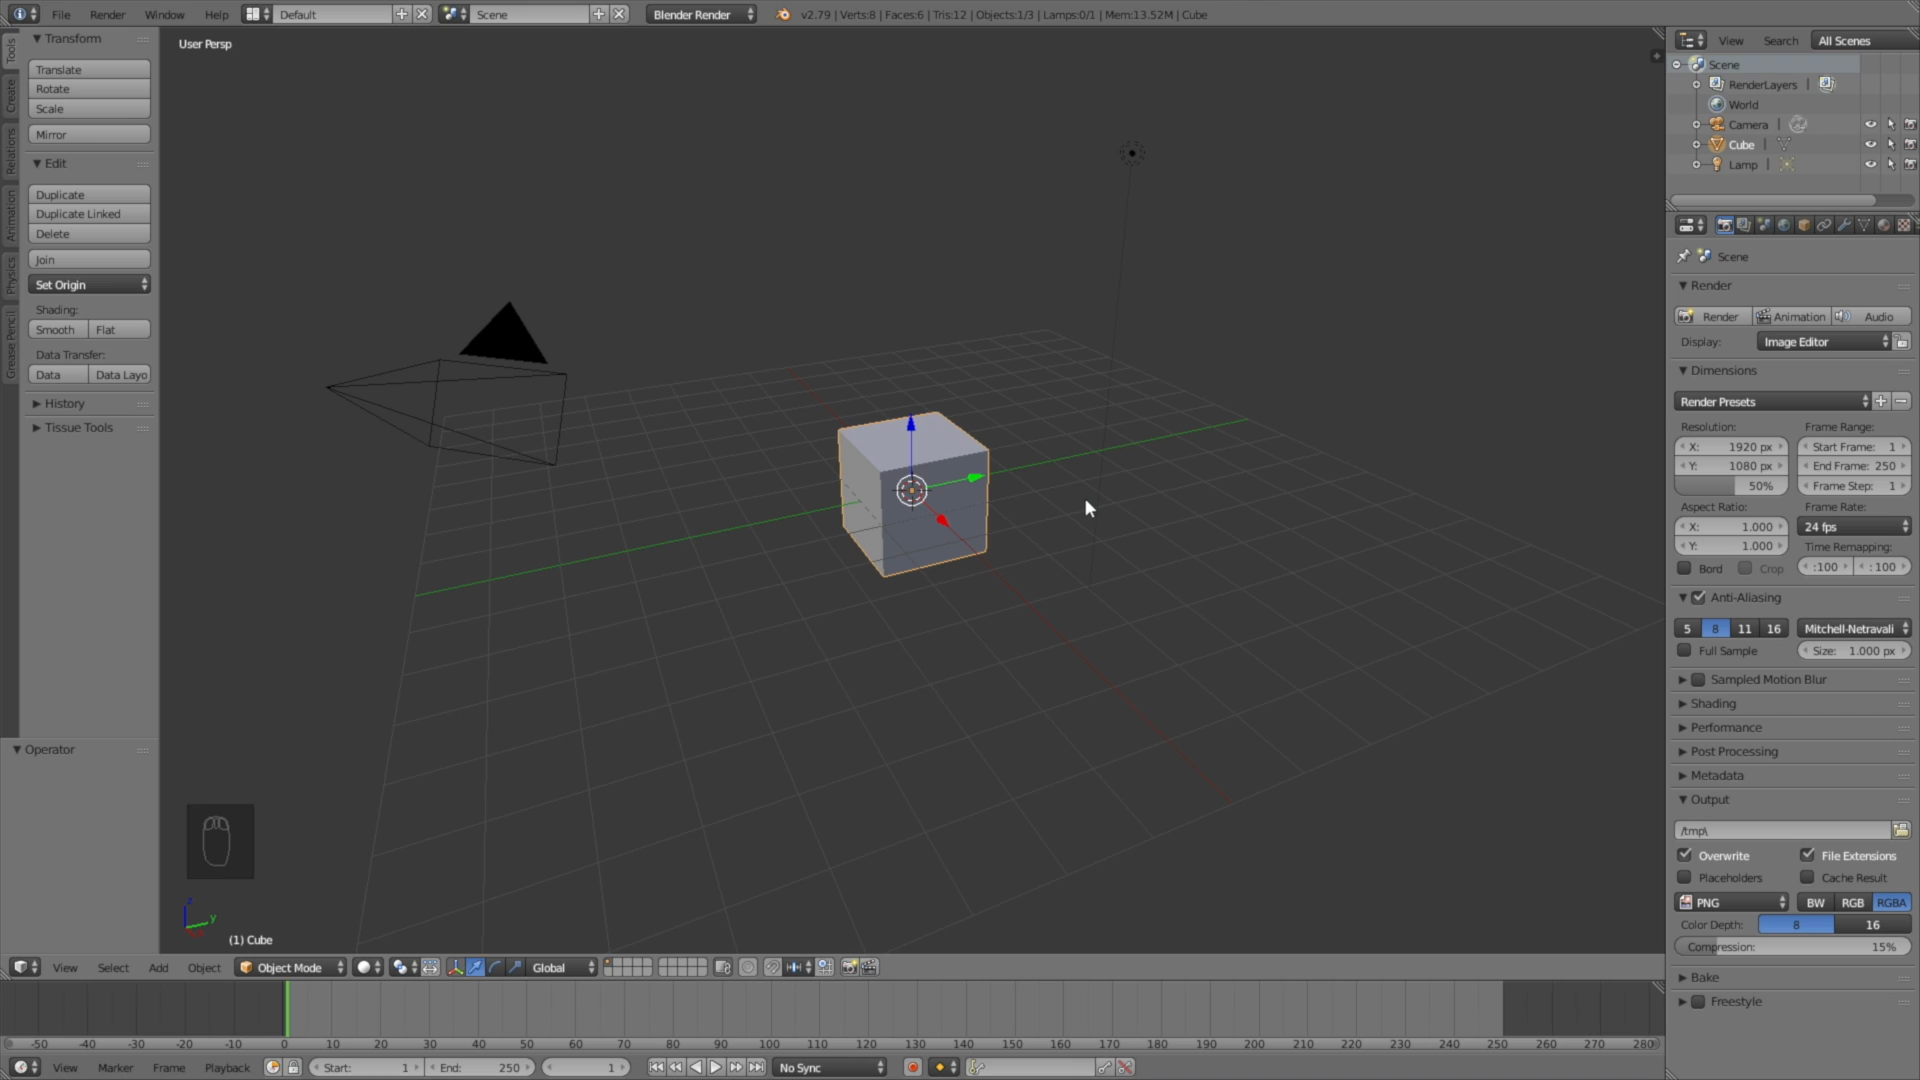 File Render Window Help Default Scene Blender Render v2.79 | Verts:8 | Faces:6 | Tris:12 | Objects:1/3 | Lamps:0/1 | Mem:13.52M | Cube
Tools
Create
Relations
Animation
Physics
Grease Pencil
Transform
Translate
Rotate
Scale
Mirror
Edit
Duplicate
Duplicate Linked
Delete
Join
Set Origin
Shading:
Smooth Flat
Data Transfer:
Data Data Layo
History
Tissue Tools
Operator
User Persp
z
y
(1) Cube
View Select Add Object Object Mode Global
-50 -40 -30 -20 -10 0 10 20 30 40 50 60 70 80 90 100 110 120 130 140 150 160 170 180 190 200 210 220 230 240 250 260 270 280
View Marker Frame Playback Start: 1 End: 250 1 No Sync
View Search All Scenes
Scene
RenderLayers |
World
Camera |
Cube |
Lamp |
Scene
Render
Render Animation Audio
Display: Image Editor
Dimensions
Render Presets
Resolution: Frame Range:
X: 1920 px Start Frame: 1
Y: 1080 px End Frame: 250
50% Frame Step: 1
Aspect Ratio: Frame Rate:
X: 1.000 24 fps
Y: 1.000 Time Remapping:
Bord Crop :100 :100
Anti-Aliasing
5 8 11 16 Mitchell-Netravali
Full Sample Size: 1.000 px
Sampled Motion Blur
Shading
Performance
Post Processing
Metadata
Output
/tmp\
Overwrite File Extensions
Placeholders Cache Result
PNG BW RGB RGBA
Color Depth: 8 16
Compression: 15%
Bake
Freestyle